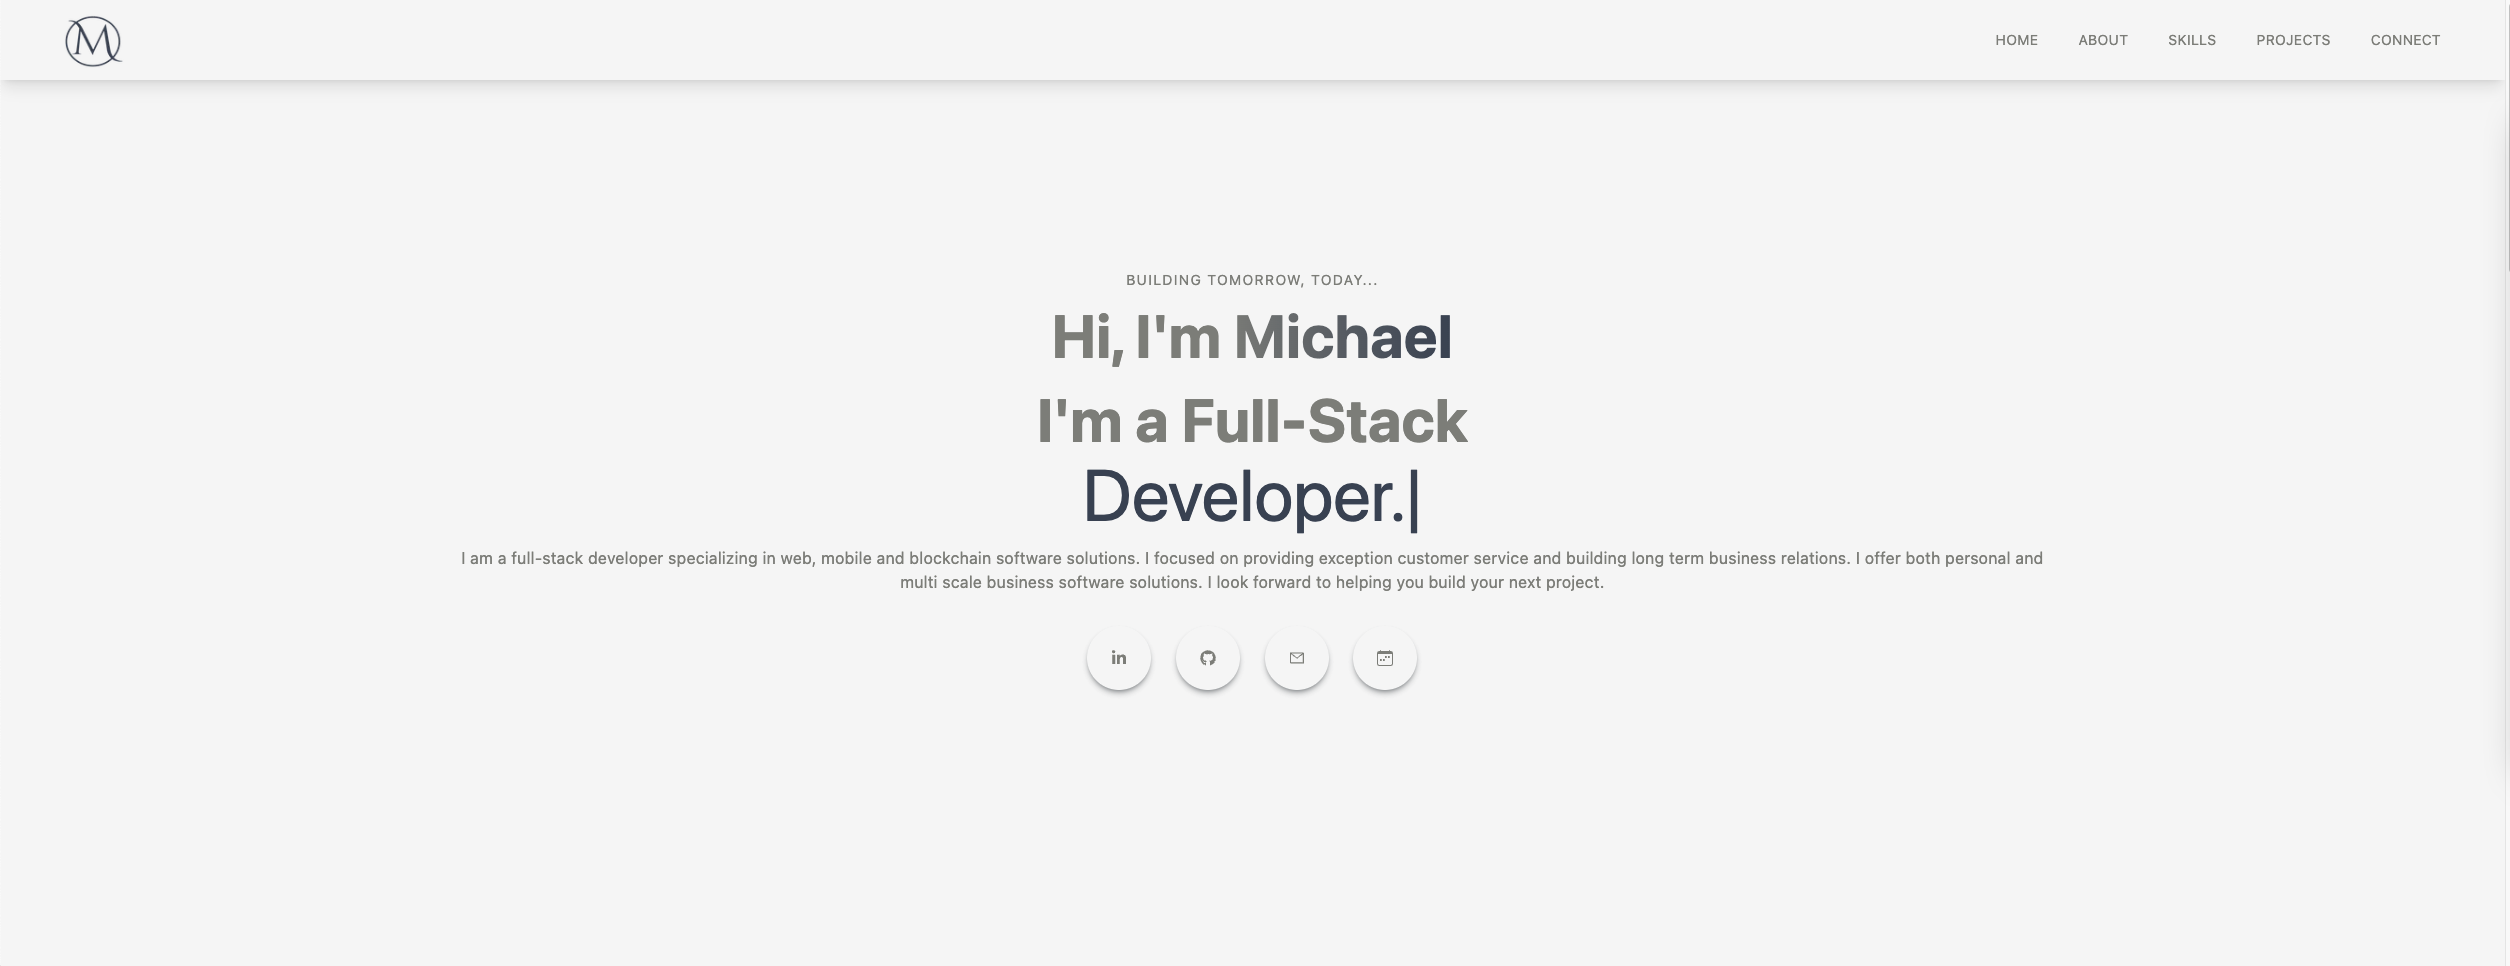 M
HOME ABOUT SKILLS PROJECTS CONNECT
BUILDING TOMORROW, TODAY...
Hi, I'm Michael
I'm a Full-Stack
Developer.|
I am a full-stack developer specializing in web, mobile and blockchain software solutions. I focused on providing exception customer service and building long term business relations. I offer both personal and
multi scale business software solutions. I look forward to helping you build your next project.
in